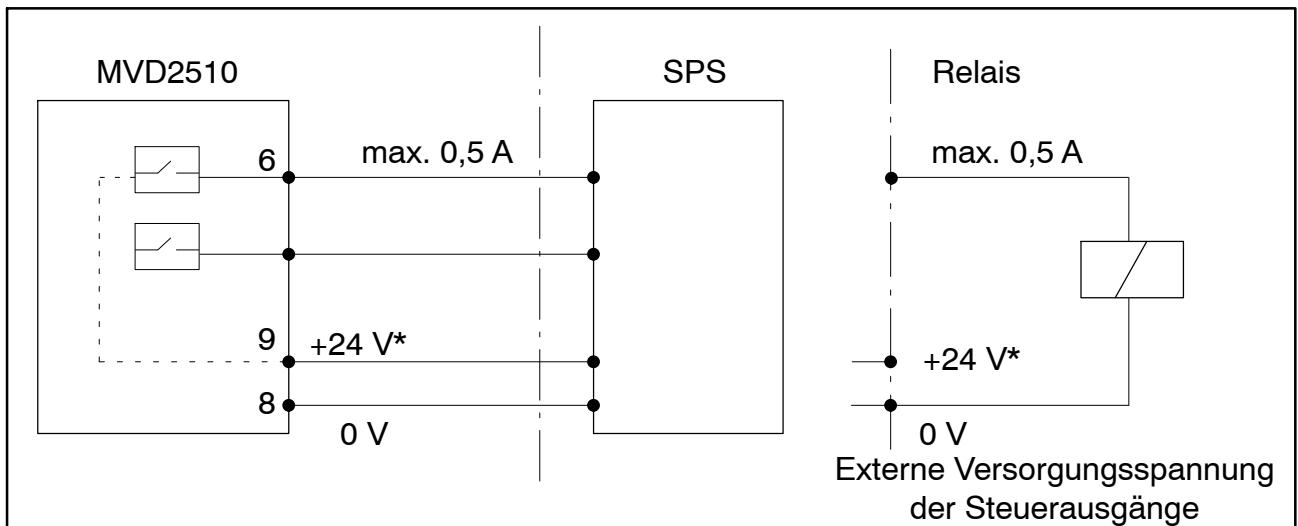 MVD2510
SPS
Relais
6
max. 0,5 A
max. 0,5 A
9
+24 V*
+24 V*
8
0 V
0 V
Externe Versorgungsspannung
der Steuerausgänge